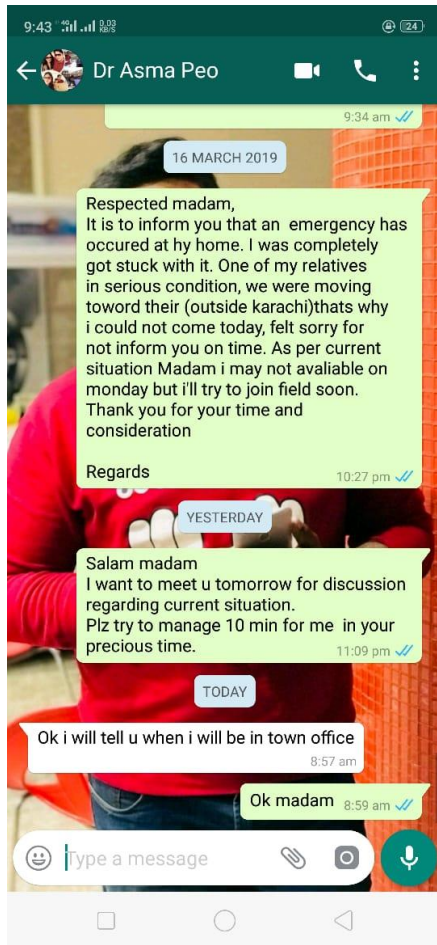 9:43 4G 0.03 KB/S 24
Dr Asma Peo
9:34 am
16 MARCH 2019
Respected madam,
It is to inform you that an  emergency has
occured at hy home. I was completely
got stuck with it. One of my relatives
in serious condition, we were moving
toword their (outside karachi)thats why
i could not come today, felt sorry for
not inform you on time. As per current
situation Madam i may not avaliable on
monday but i'll try to join field soon.
Thank you for your time and
consideration
Regards
10:27 pm
YESTERDAY
Salam madam
I want to meet u tomorrow for discussion
regarding current situation.
Plz try to manage 10 min for me  in your
precious time.
11:09 pm
TODAY
Ok i will tell u when i will be in town office
8:57 am
Ok madam 8:59 am
Type a message